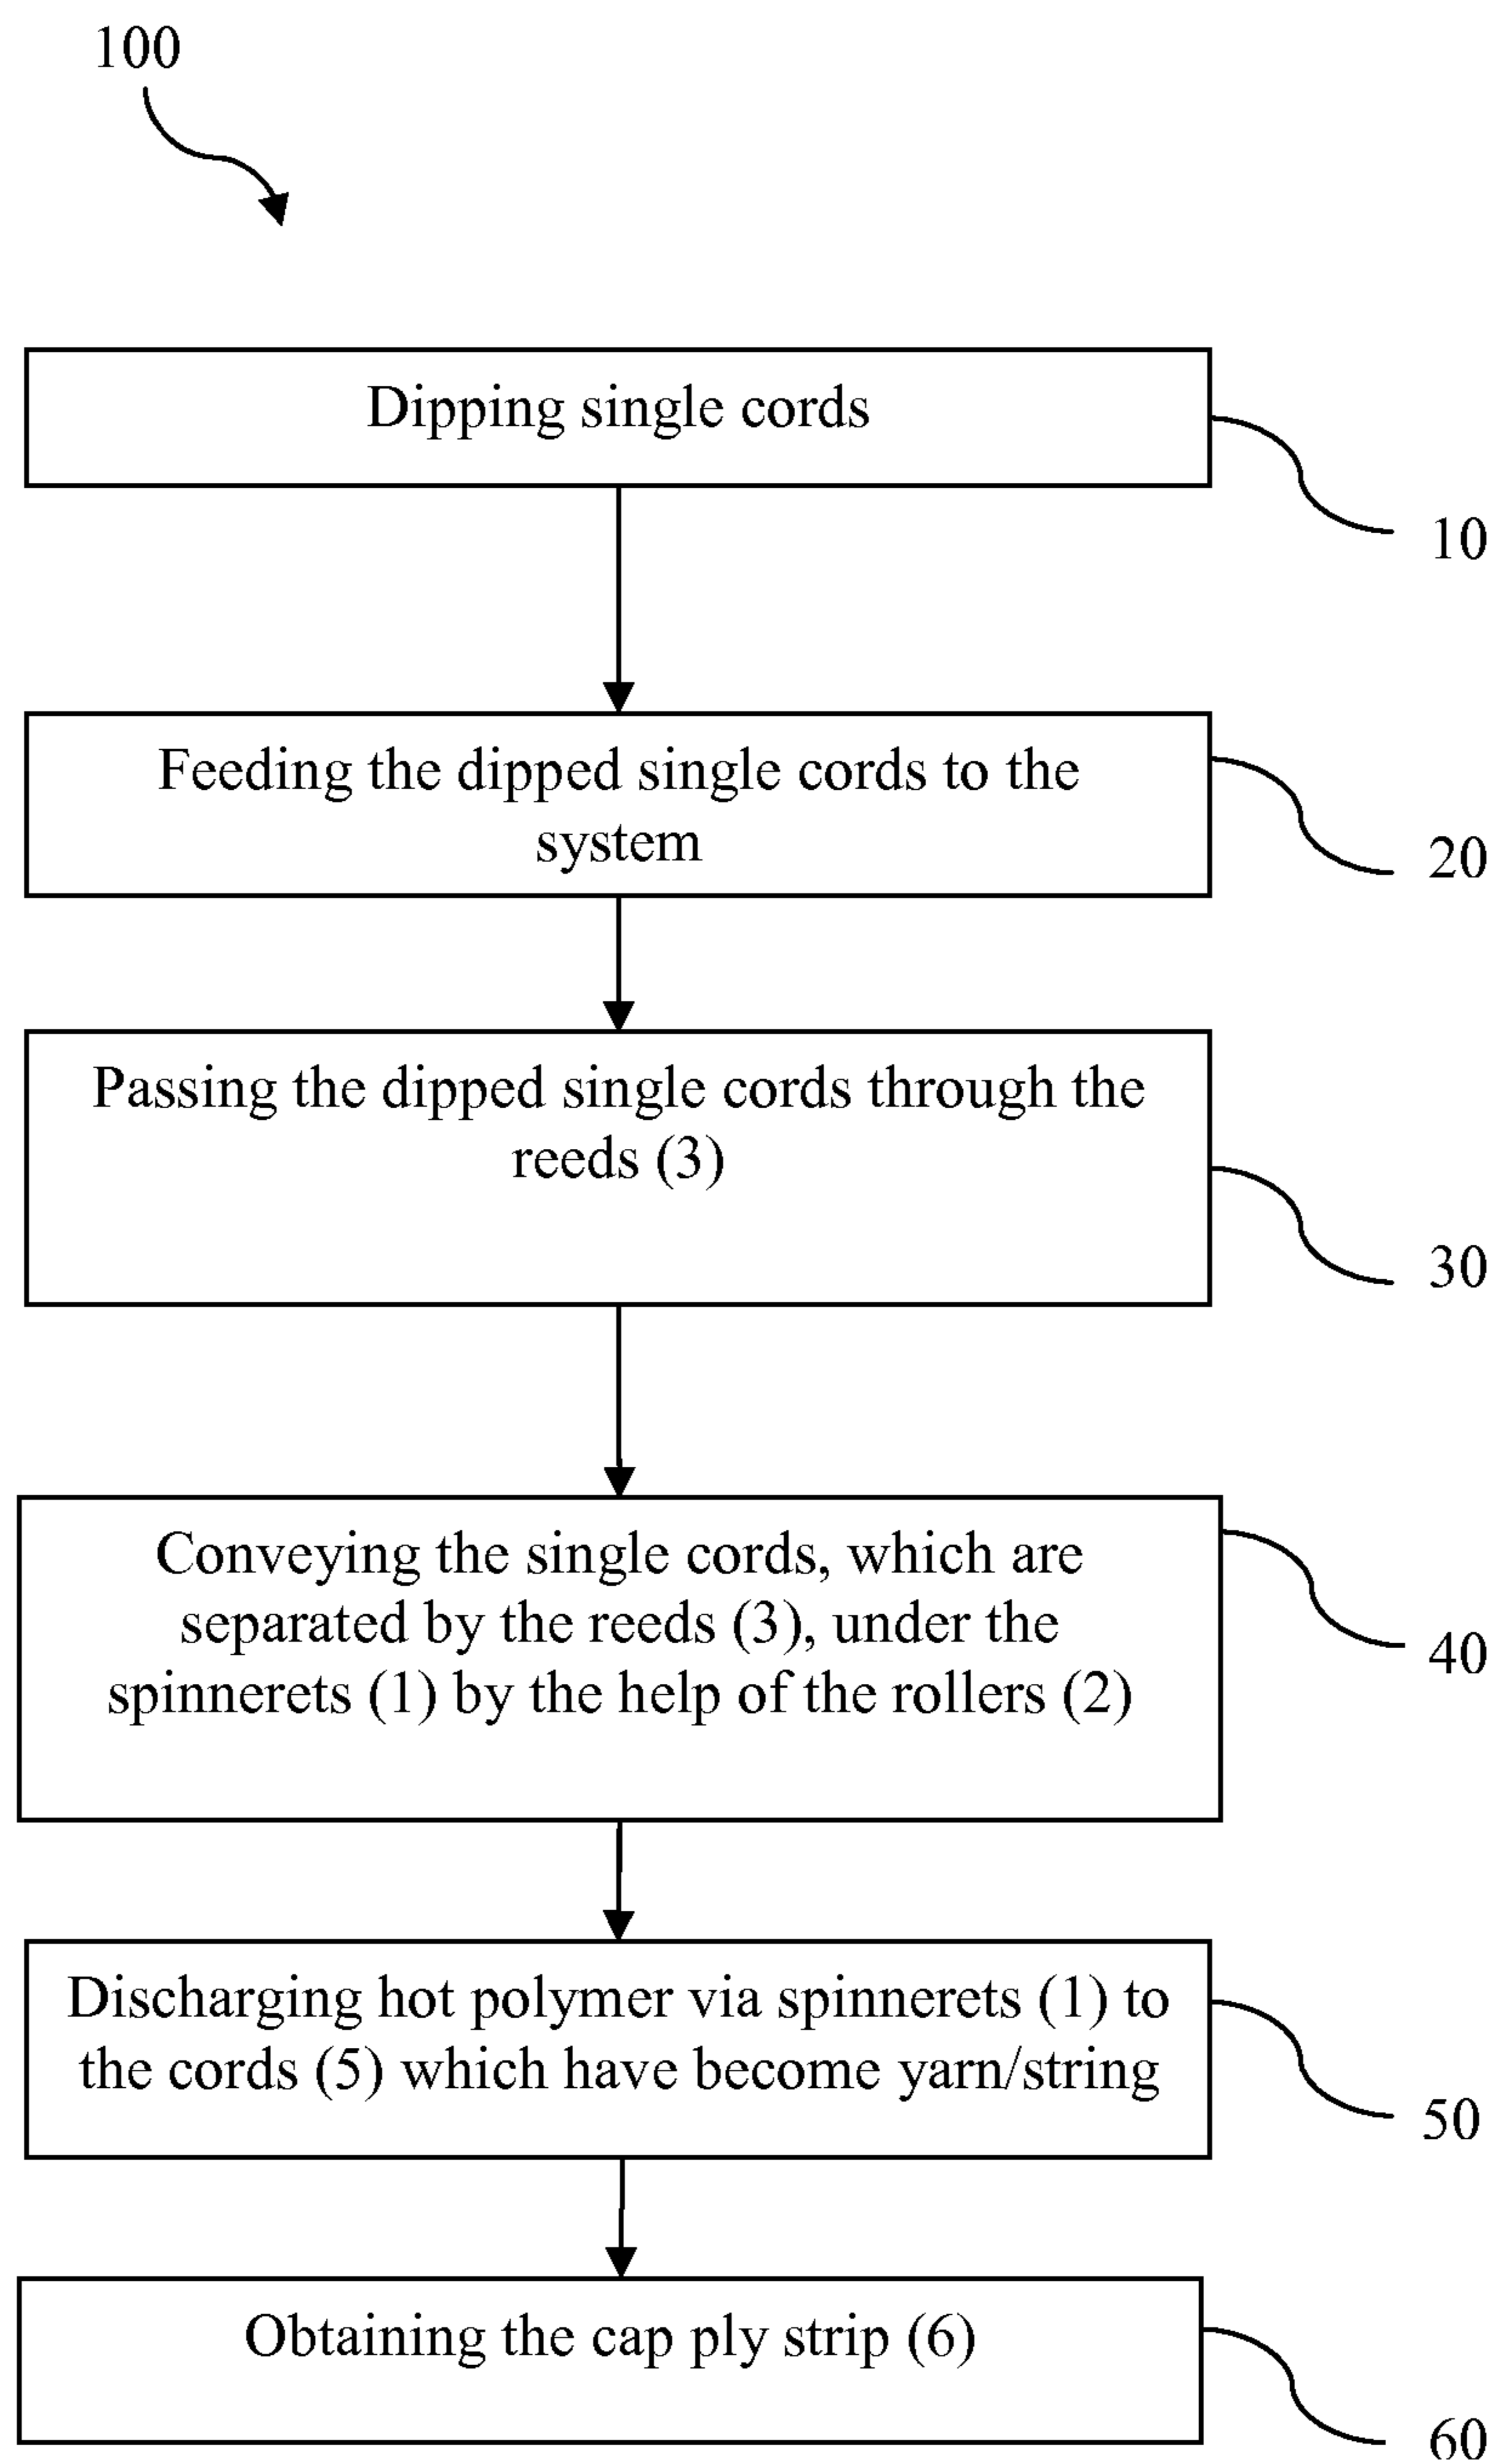 100
Dipping single cords
10
Feeding the dipped single cords to the
system
20
Passing the dipped single cords through the
reeds (3)
30
Conveying the single cords, which are
separated by the reeds (3), under the
spinnerets (1) by the help of the rollers (2)
40
Discharging hot polymer via spinnerets (1) to
the cords (5) which have become yarn/string
50
Obtaining the cap ply strip (6)
60